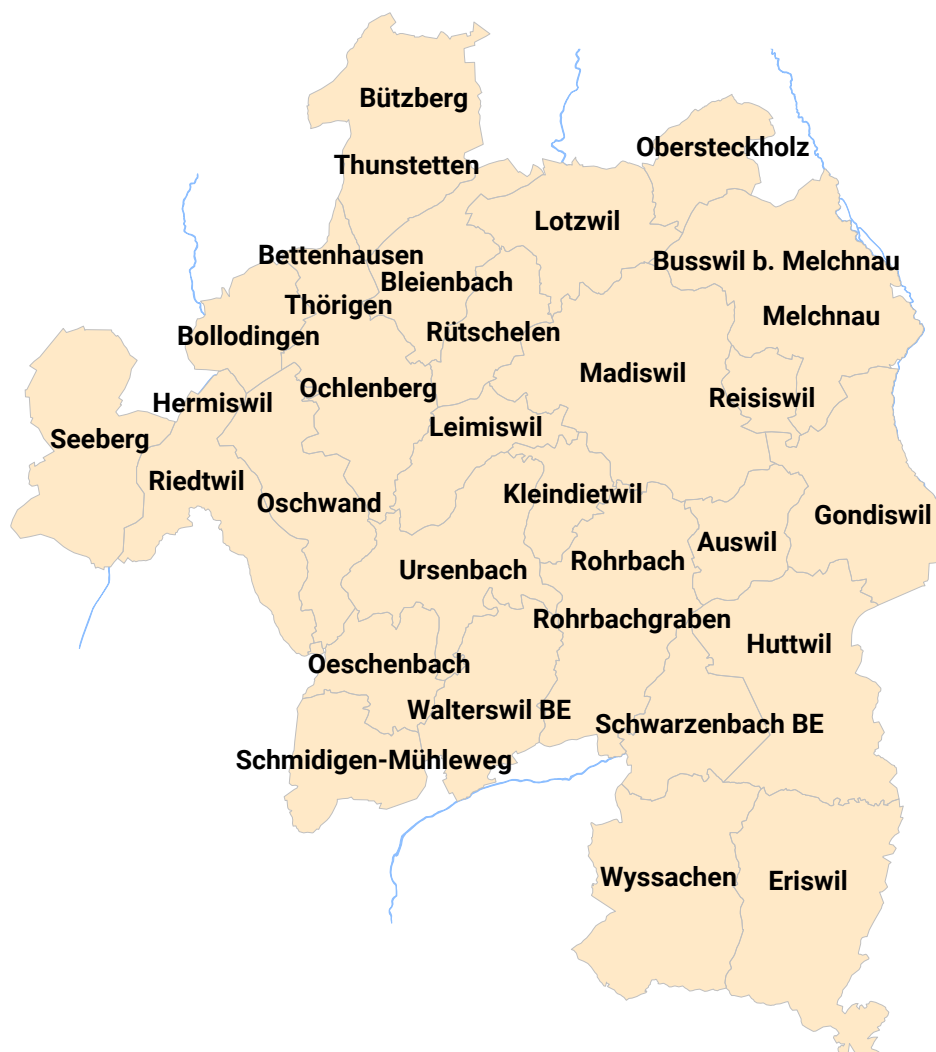 Bützberg
Obersteckholz
Thunstetten
Lotzwil
Bettenhausen
Busswil b. Melchnau
Bleienbach
Thörigen
Melchnau
Rütschelen
Bollodingen
Madiswil
Ochlenberg
Reisiswil
Hermiswil
Leimiswil
Seeberg
Riedtwil
Kleindietwil
Oschwand
Gondiswil
Auswil
Rohrbach
Ursenbach
Rohrbachgraben
Huttwil
Oeschenbach
Walterswil BE
Schwarzenbach BE
Schmidigen-Mühleweg
Wyssachen
Eriswil